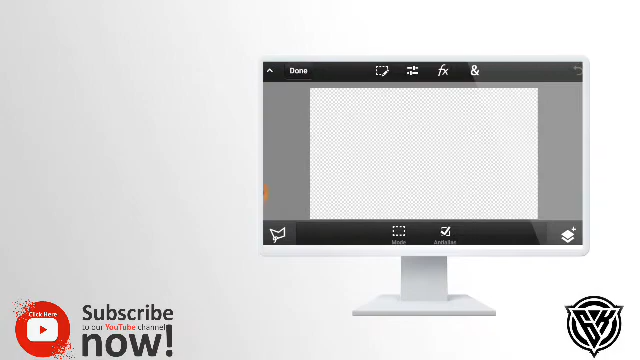 Done
fx
&
Mode
Antialias
Click Here
Subscribe
to our YouTube channel
now!